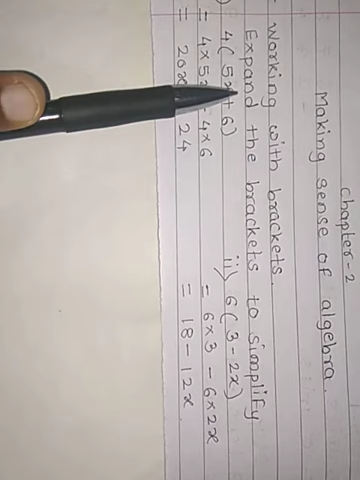 Chapter-2
Making sense of algebra.
Working with brackets.
Expand the brackets to simplify
4(5x+6)
= 4×5x 4×6
= 20x 24
ii) 6(3-2x)
= 6×3 - 6×2x
= 18-12x